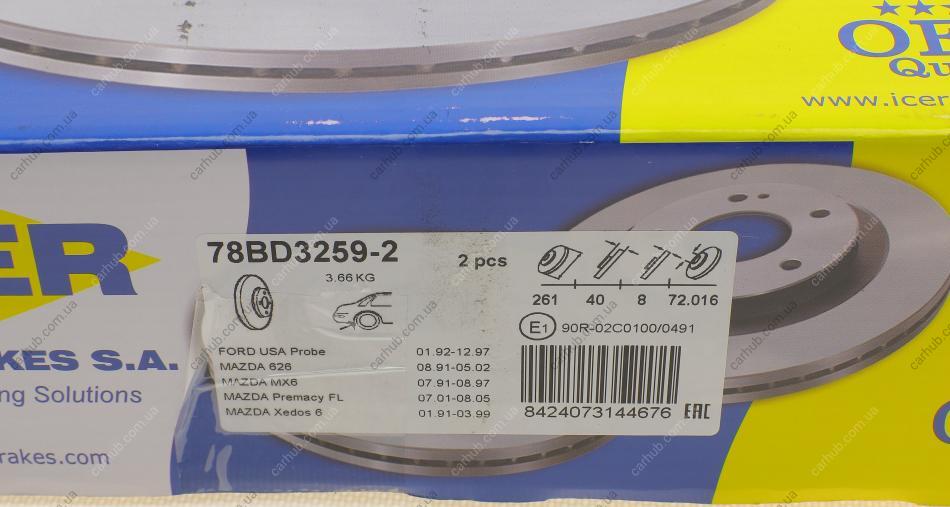 OE
Qu
www.icer
ER
KES S.A.
ng Solutions
erakes.com
78BD3259-2
3.66 KG
2 pcs
261 40 8 72.016
E1 90R-02C0100/0491
FORD USA Probe 01.92-12.97
MAZDA 626 08.91-05.02
MAZDA MX6 07.91-08.97
MAZDA Premacy FL 07.01-08.05
MAZDA Xedos 6 01.91-03.99
8424073144676 EAC
carhub.com.ua